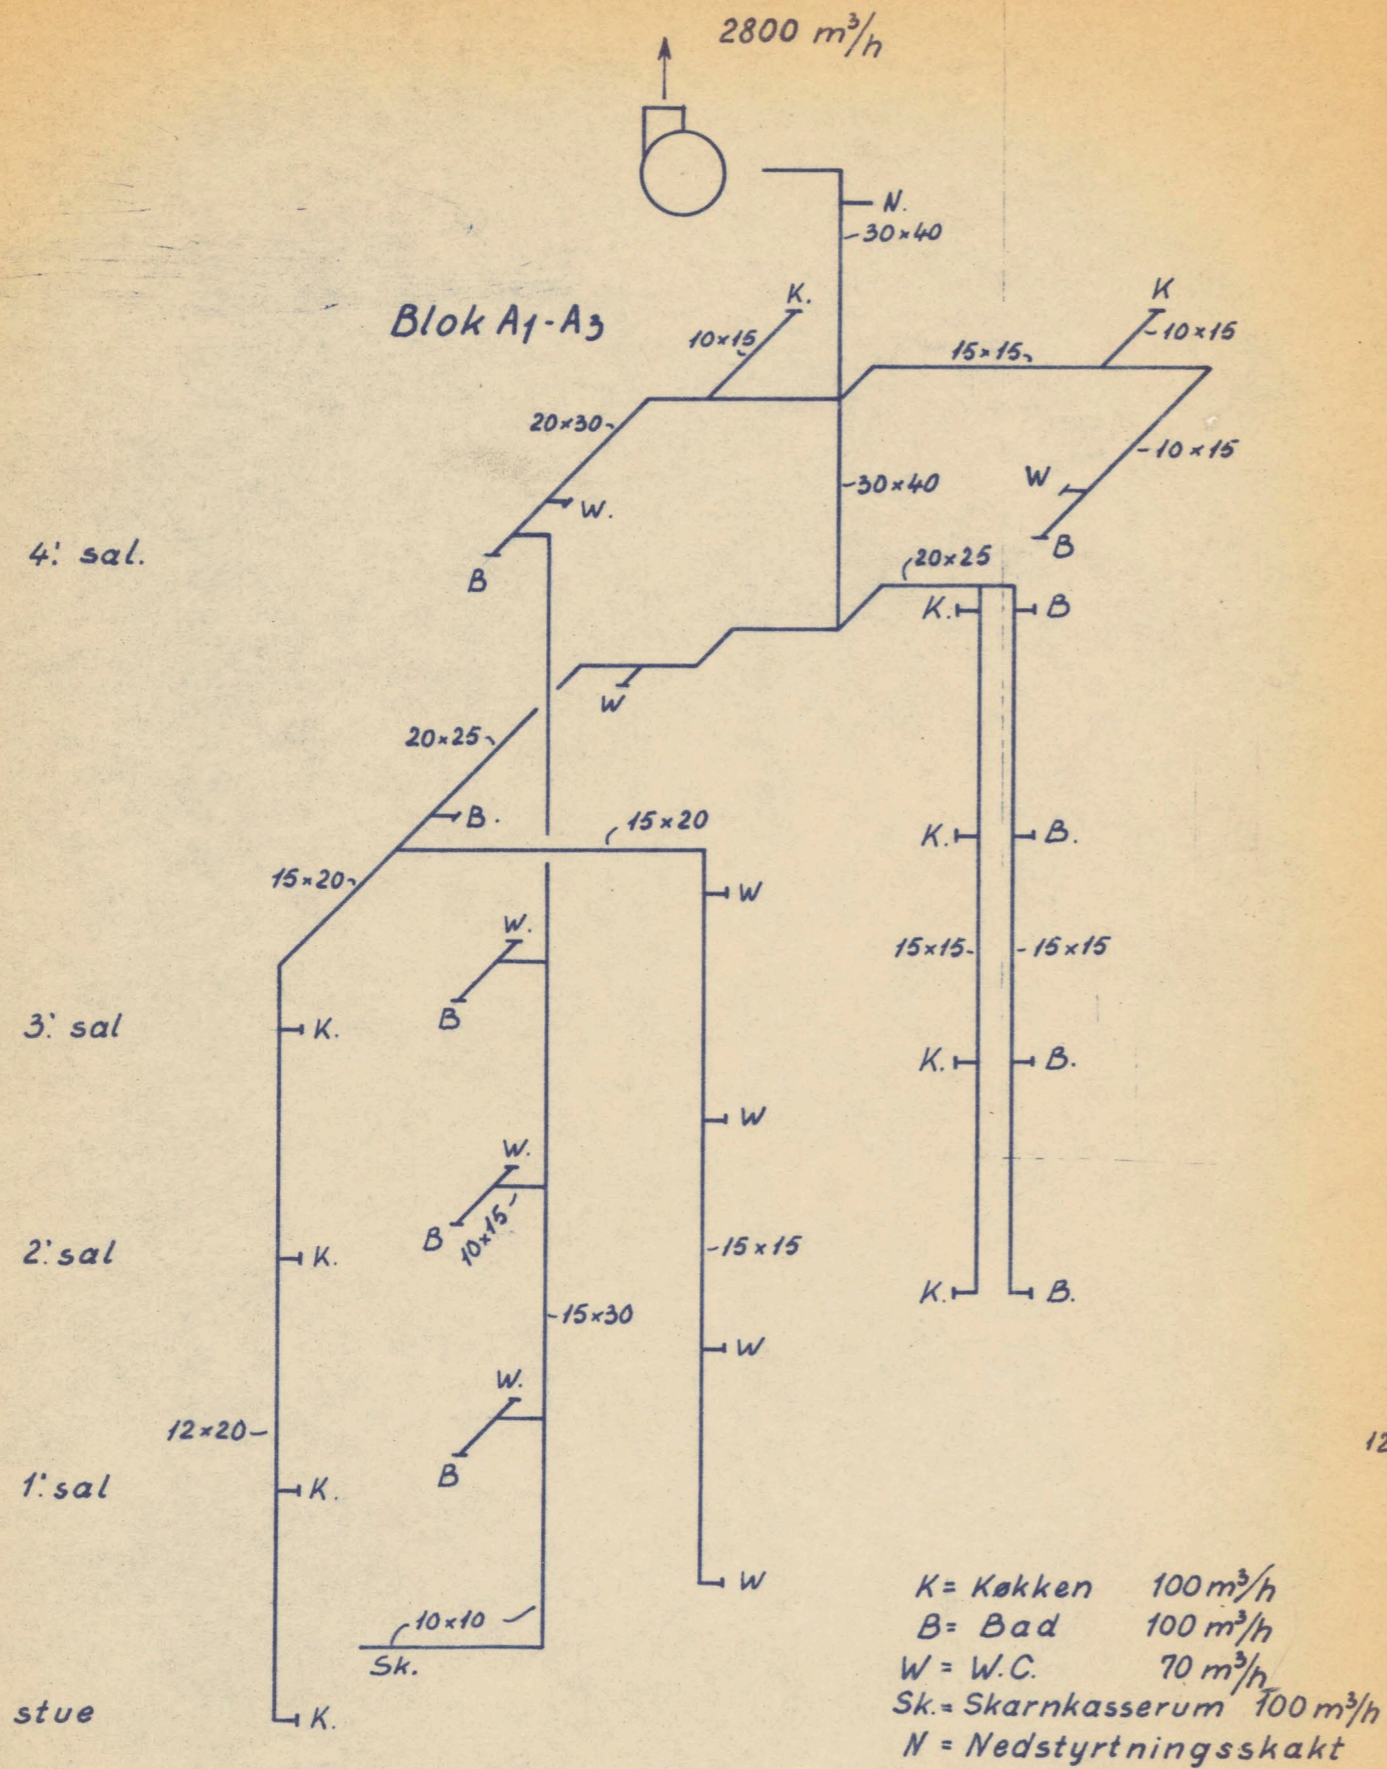 2800 m³/h
N.
30×40
Blok A1-A3
K.
K
10×15
10×15
15×15
20×30
10×15
W
30×40
W.
4: sal.
B
B
20×25
K.
B
W
20×25
B.
15×20
K.
B.
15×20
W
W.
15×15
15×15
B
3: sal
K.
K.
B.
W
W.
B
10×15
2: sal
K.
15×15
K.
B.
15×30
W
W.
12×20
12
B
1: sal
K.
W
K = Køkken 100 m³/h
B = Bad 100 m³/h
10×10
Sk.
W = W.C. 70 m³/h
Sk. = Skarnkasserum 100 m³/h
stue
K.
N = Nedstyrtningsskakt